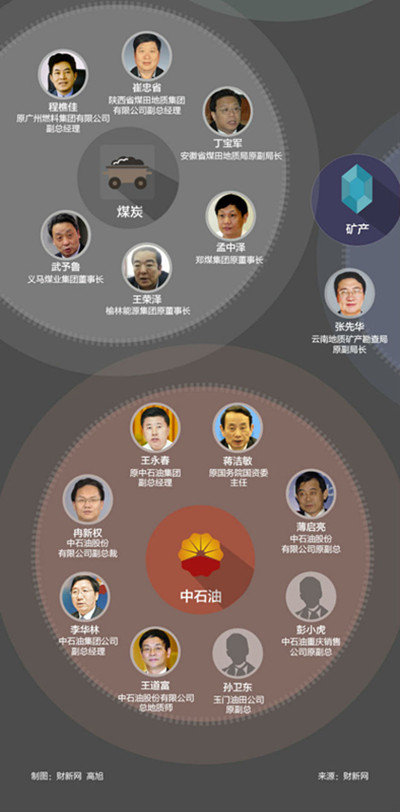 程樵佳
原广州燃料集团有限公司
副总经理
崔忠省
陕西省煤田地质集团
有限公司副总经理
丁宝军
安徽省煤田地质局原副局长
煤炭
武予鲁
义马煤业集团董事长
王荣泽
榆林能源集团原董事长
孟中泽
郑煤集团原董事长
矿产
张先华
云南地质矿产勘查局
原副局长
王永春
原中石油集团
副总经理
蒋洁敏
原国务院国资委
主任
冉新权
中石油股份
有限公司副总裁
薄启亮
中石油股份
有限公司原副总
中石油
李华林
中石油集团公司
副总经理
彭小虎
中石油重庆销售
公司原副总
王道富
中石油股份有限公司
总地质师
孙卫东
玉门油田公司
原副总
制图：财新网 高旭
来源：财新网